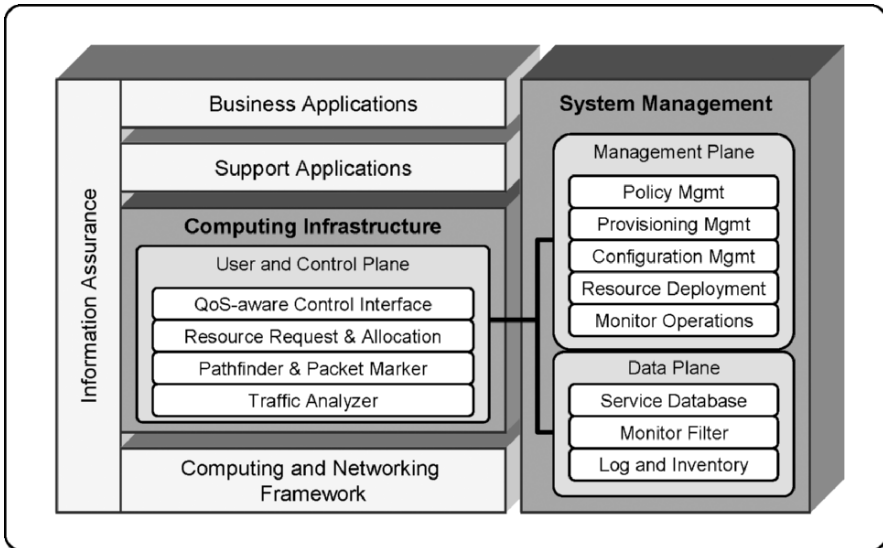 Information Assurance
Business Applications
Support Applications
Computing Infrastructure
User and Control Plane
QoS-aware Control Interface
Resource Request & Allocation
Pathfinder & Packet Marker
Traffic Analyzer
Computing and Networking
Framework
System Management
Management Plane
Policy Mgmt
Provisioning Mgmt
Configuration Mgmt
Resource Deployment
Monitor Operations
Data Plane
Service Database
Monitor Filter
Log and Inventory